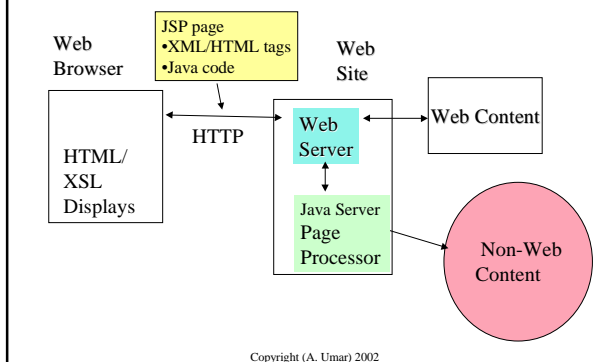 JSP page
•XML/HTML tags
•Java code
Web
Browser
Web
Site
HTTP
HTML/
XSL
Displays
Web
Server
Web Content
Java Server
Page
Processor
Non-Web
Content
Copyright (A. Umar) 2002